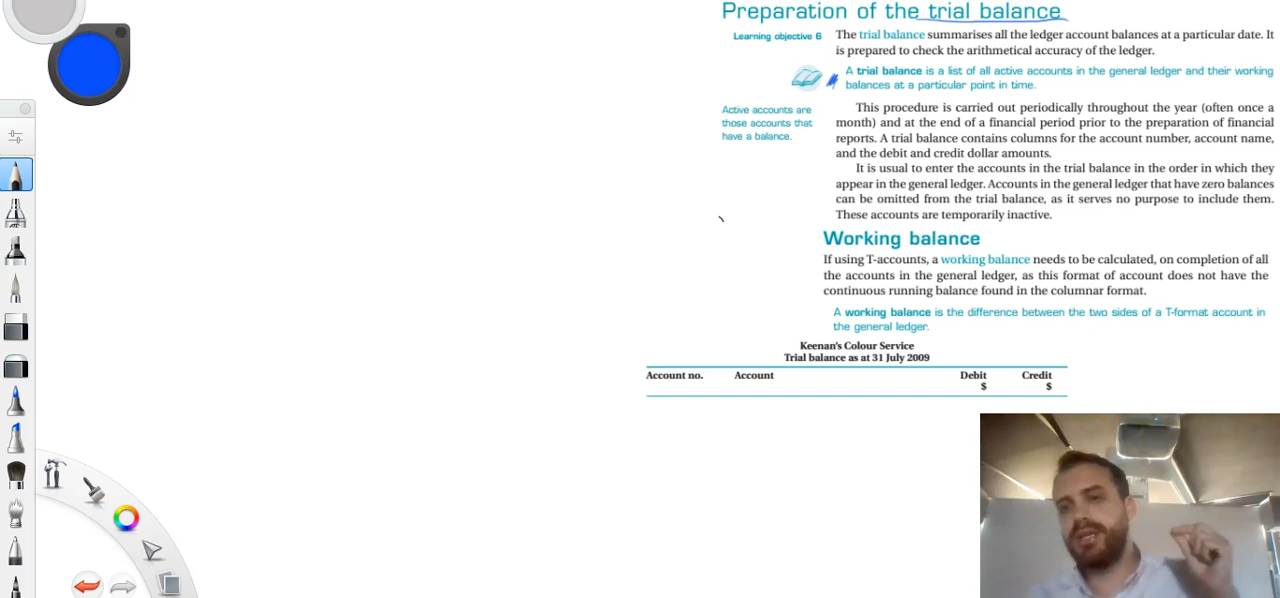 Preparation of the trial balance
Learning objective 6
The trial balance summarises all the ledger account balances at a particular date. It
is prepared to check the arithmetical accuracy of the ledger.
A trial balance is a list of all active accounts in the general ledger and their working
balances at a particular point in time.
Active accounts are
those accounts that
have a balance.
This procedure is carried out periodically throughout the year (often once a
month) and at the end of a financial period prior to the preparation of financial
reports. A trial balance contains columns for the account number, account name,
and the debit and credit dollar amounts.
It is usual to enter the accounts in the trial balance in the order in which they
appear in the general ledger. Accounts in the general ledger that have zero balances
can be omitted from the trial balance, as it serves no purpose to include them.
These accounts are temporarily inactive.
Working balance
If using T-accounts, a working balance needs to be calculated, on completion of all
the accounts in the general ledger, as this format of account does not have the
continuous running balance found in the columnar format.
A working balance is the difference between the two sides of a T-format account in
the general ledger.
Keenan's Colour Service
Trial balance as at 31 July 2009
Account no. Account Debit Credit
$ $